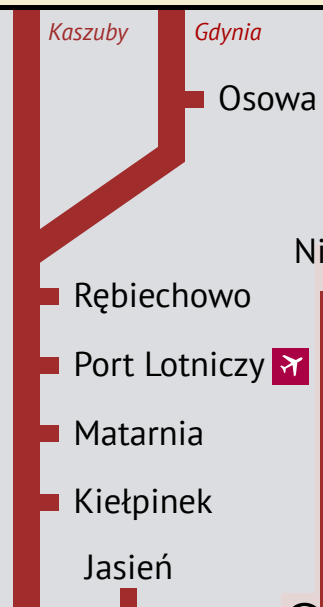 Kaszuby
Gdynia
Osowa
Rębiechowo
Port Lotniczy
Matarnia
Kiełpinek
Jasień